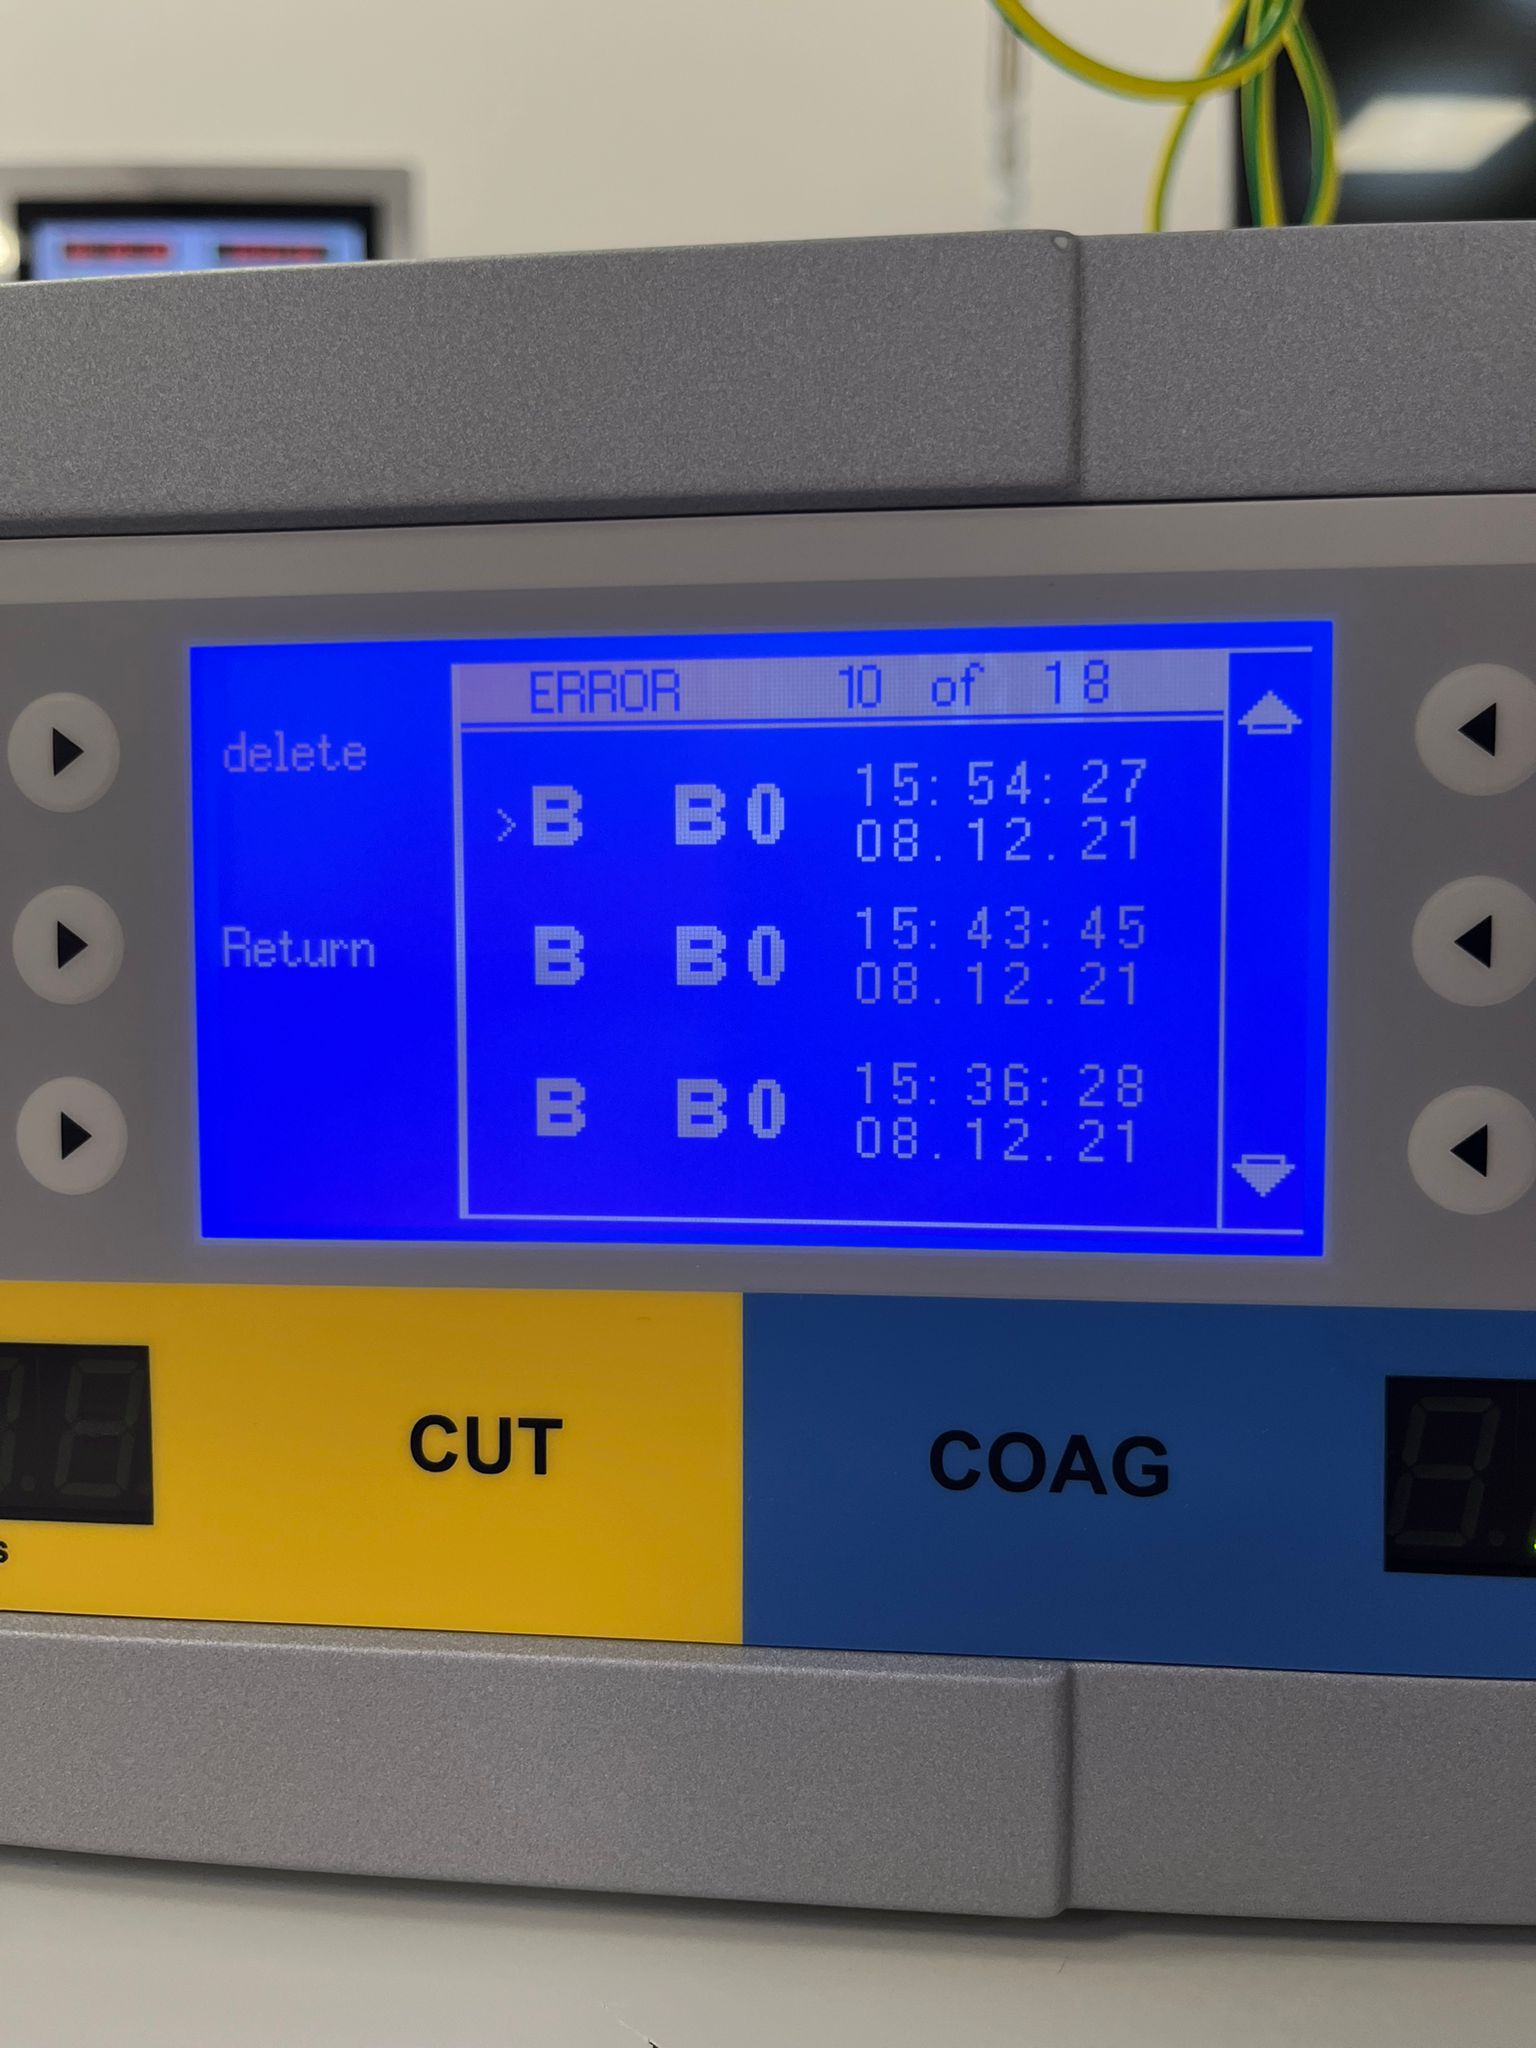 ERROR 10 of 18
delete
>B B0 15:54:27
08.12.21
Return
B B0 15:43:45
08.12.21
B B0 15:36:28
08.12.21
CUT
COAG
s